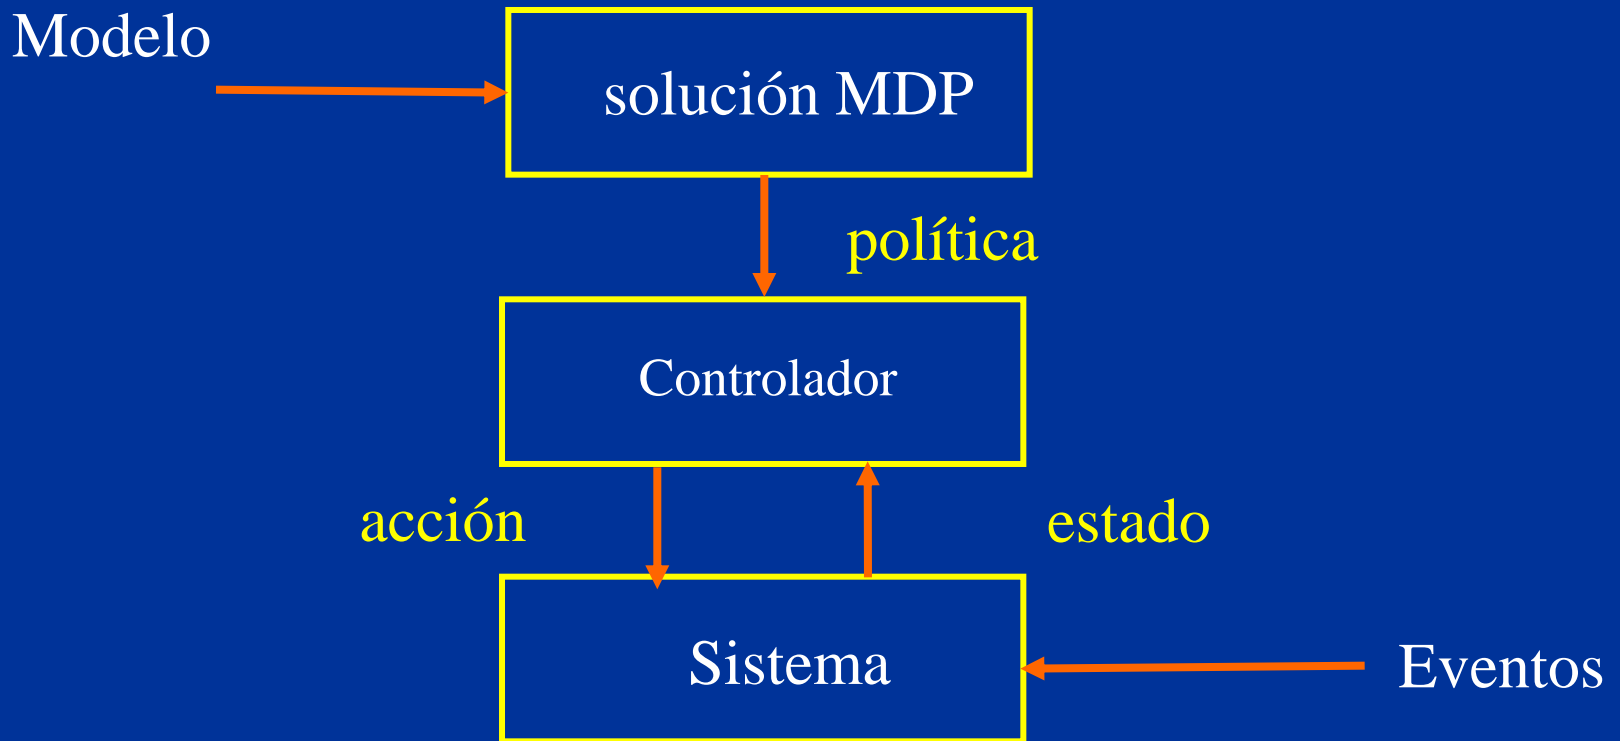 Modelo
solución MDP
política
Controlador
acción
estado
Sistema
Eventos